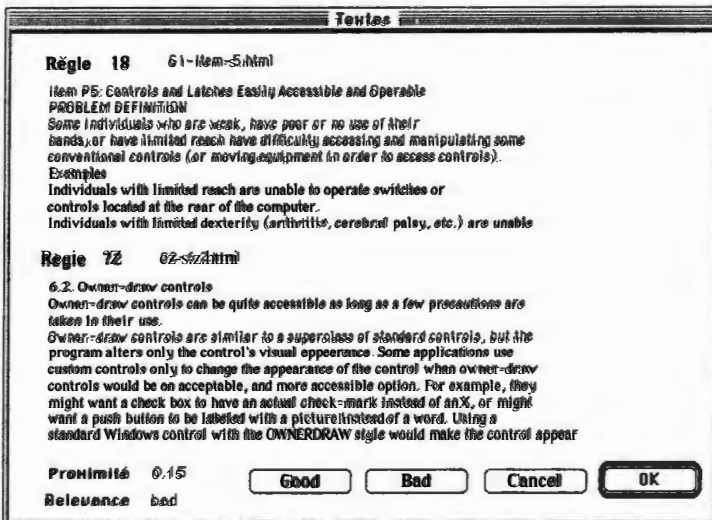 Textes
Règle 18 61-item-5.html
Item P5: Controls and Latches Easily Accessible and Operable
PROBLEM DEFINITION
Some individuals who are weak, have poor or no use of their
hands, or have limited reach have difficulty accessing and manipulating some
conventional controls (or moving equipment in order to access controls).
Examples
Individuals with limited reach are unable to operate switches or
controls located at the rear of the computer.
Individuals with limited dexterity (arthritis, cerebral palsy, etc.) are unable
Regle
6.2. Owner-draw controls
Owner-draw controls can be quite accessible as long as a few precautions are
taken in their use.
Owner-draw controls are similar to a superclass of standard controls, but the
program alters only the control's visual eppeerence. Some applications use
custom controls only to change the appearance of the control when owner-draw
controls would be on acceptable, and more accessible option. For example, they
might want a check box to have an actual check-mark instead of an X, or might
want a push button to be labeled with a picture instead of a word. Using a
standard Windows control with the OWNERDRAW style would make the control appear
Proximité 0.15
Good Bad Cancel OK
Relevance bad